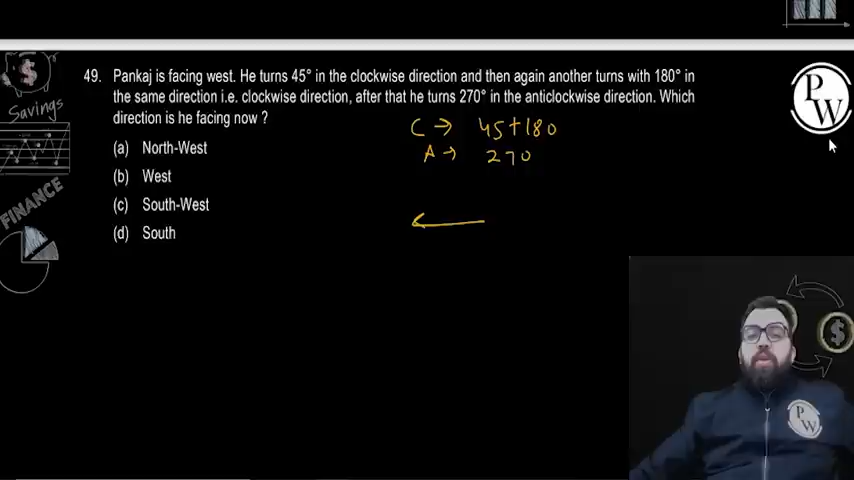 49. Pankaj is facing west. He turns 45° in the clockwise direction and then again another turns with 180° in
the same direction i.e. clockwise direction, after that he turns 270° in the anticlockwise direction. Which
direction is he facing now ?
C → 45+180
A → 270
(a) North-West
(b) West
(c) South-West
(d) South
$
Savings
FINANCE
PW
$
PW